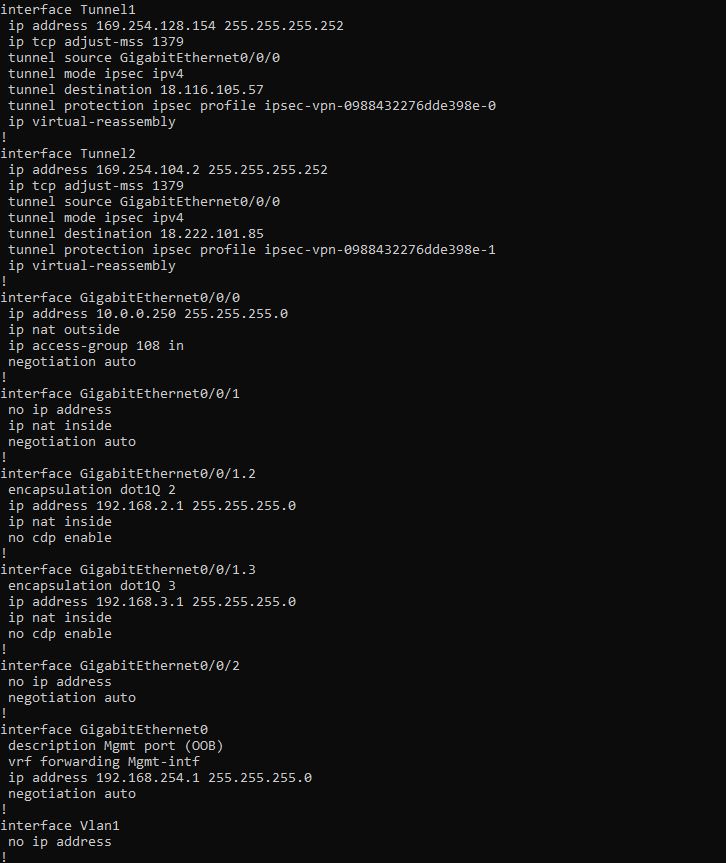 interface Tunnel1
ip address 169.254.128.154 255.255.255.252
ip tcp adjust-mss 1379
tunnel source GigabitEthernet0/0/0
tunnel mode ipsec ipv4
tunnel destination 18.116.105.57
tunnel protection ipsec profile ipsec-vpn-0988432276dde398e-0
ip virtual-reassembly
!
interface Tunnel2
ip address 169.254.104.2 255.255.255.252
ip tcp adjust-mss 1379
tunnel source GigabitEthernet0/0/0
tunnel mode ipsec ipv4
tunnel destination 18.222.101.85
tunnel protection ipsec profile ipsec-vpn-0988432276dde398e-1
ip virtual-reassembly
!
interface GigabitEthernet0/0/0
ip address 10.0.0.250 255.255.255.0
ip nat outside
ip access-group 108 in
negotiation auto
!
interface GigabitEthernet0/0/1
no ip address
ip nat inside
negotiation auto
!
interface GigabitEthernet0/0/1.2
encapsulation dot1Q 2
ip address 192.168.2.1 255.255.255.0
ip nat inside
no cdp enable
!
interface GigabitEthernet0/0/1.3
encapsulation dot1Q 3
ip address 192.168.3.1 255.255.255.0
ip nat inside
no cdp enable
!
interface GigabitEthernet0/0/2
no ip address
negotiation auto
!
interface GigabitEthernet0
description Mgmt port (OOB)
vrf forwarding Mgmt-intf
ip address 192.168.254.1 255.255.255.0
negotiation auto
!
interface Vlan1
no ip address
!